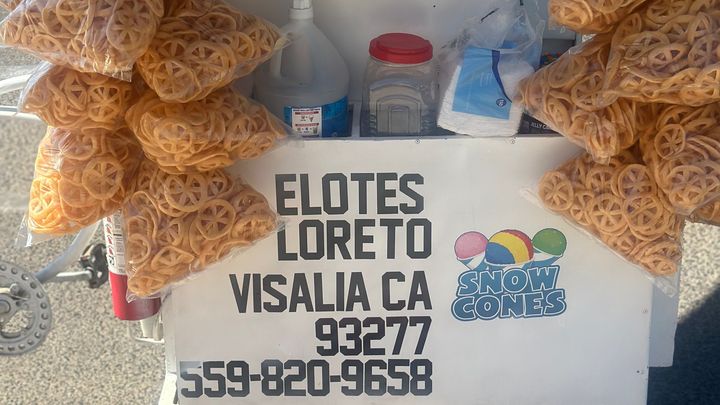 ELOTES
LORETO
VISALIA CA
93277
559-820-9658
SNOW
CONES